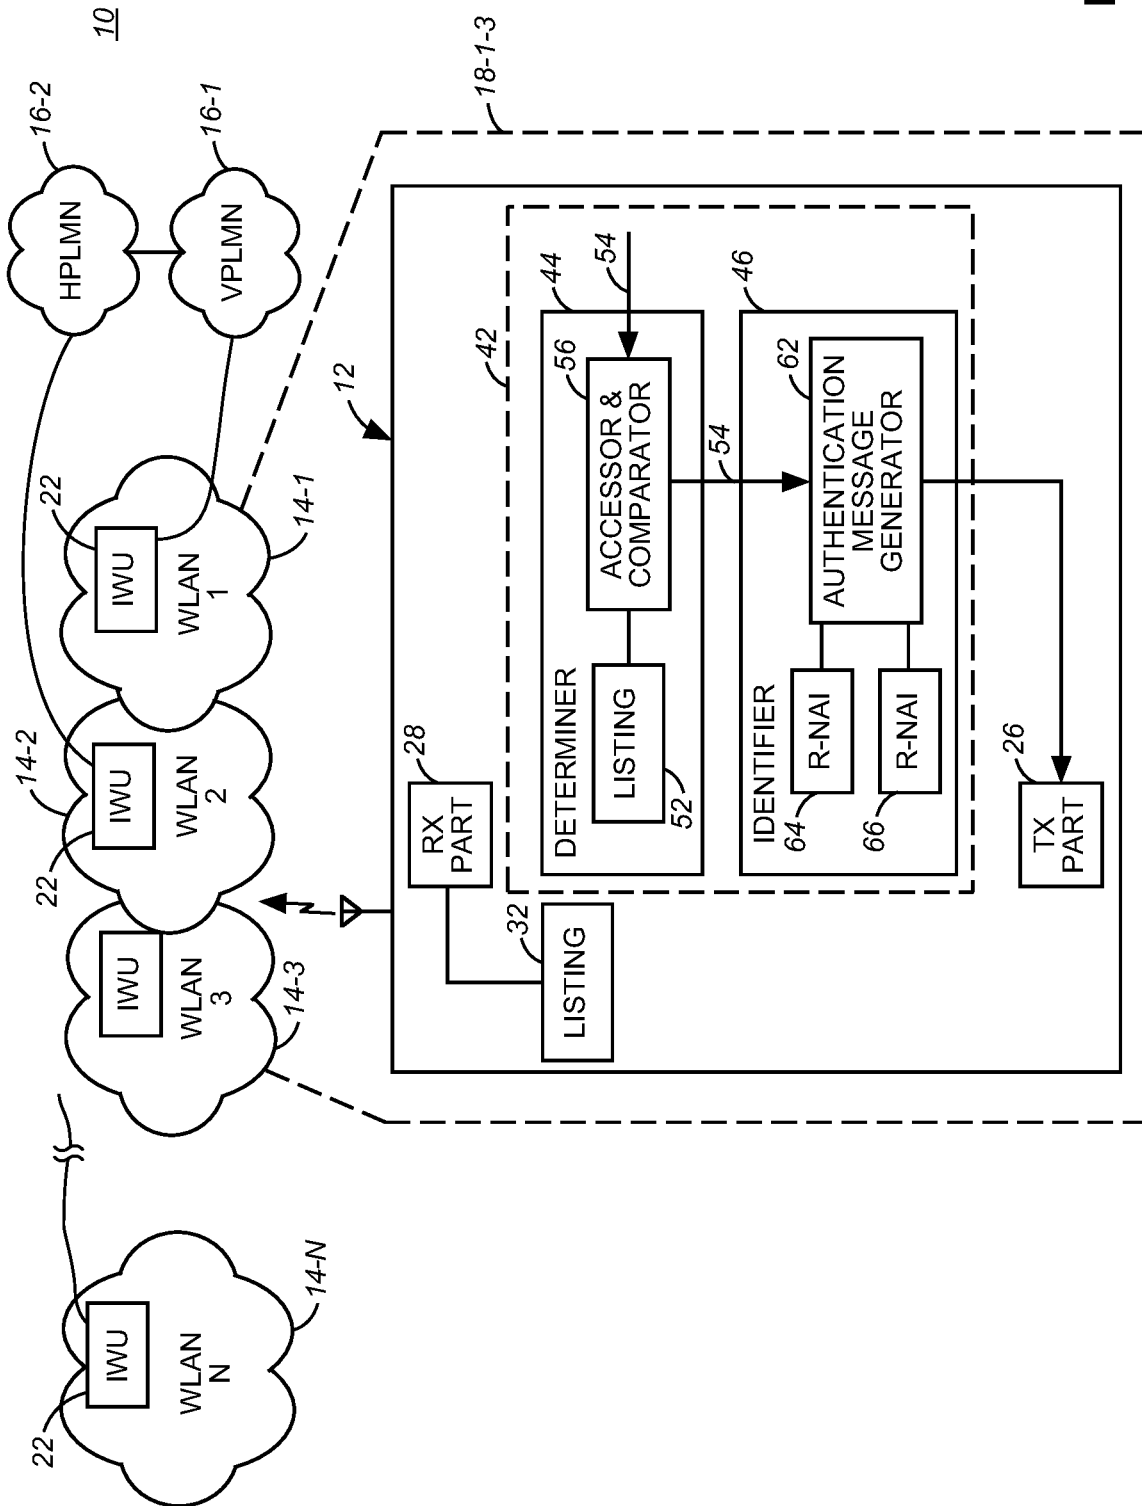 10
14-N
22
IWU
WLAN
N
14-3
IWU
WLAN
3
14-2
22
IWU
WLAN
2
22
IWU
WLAN
1
14-1
16-2
HPLMN
16-1
VPLMN
18-1-3
12
28
RX
PART
32
LISTING
42
44
DETERMINER
LISTING
52
56
ACCESSOR &
COMPARATOR
54
54
46
IDENTIFIER
R-NAI
64
R-NAI
66
62
AUTHENTICATION
MESSAGE
GENERATOR
26
TX
PART